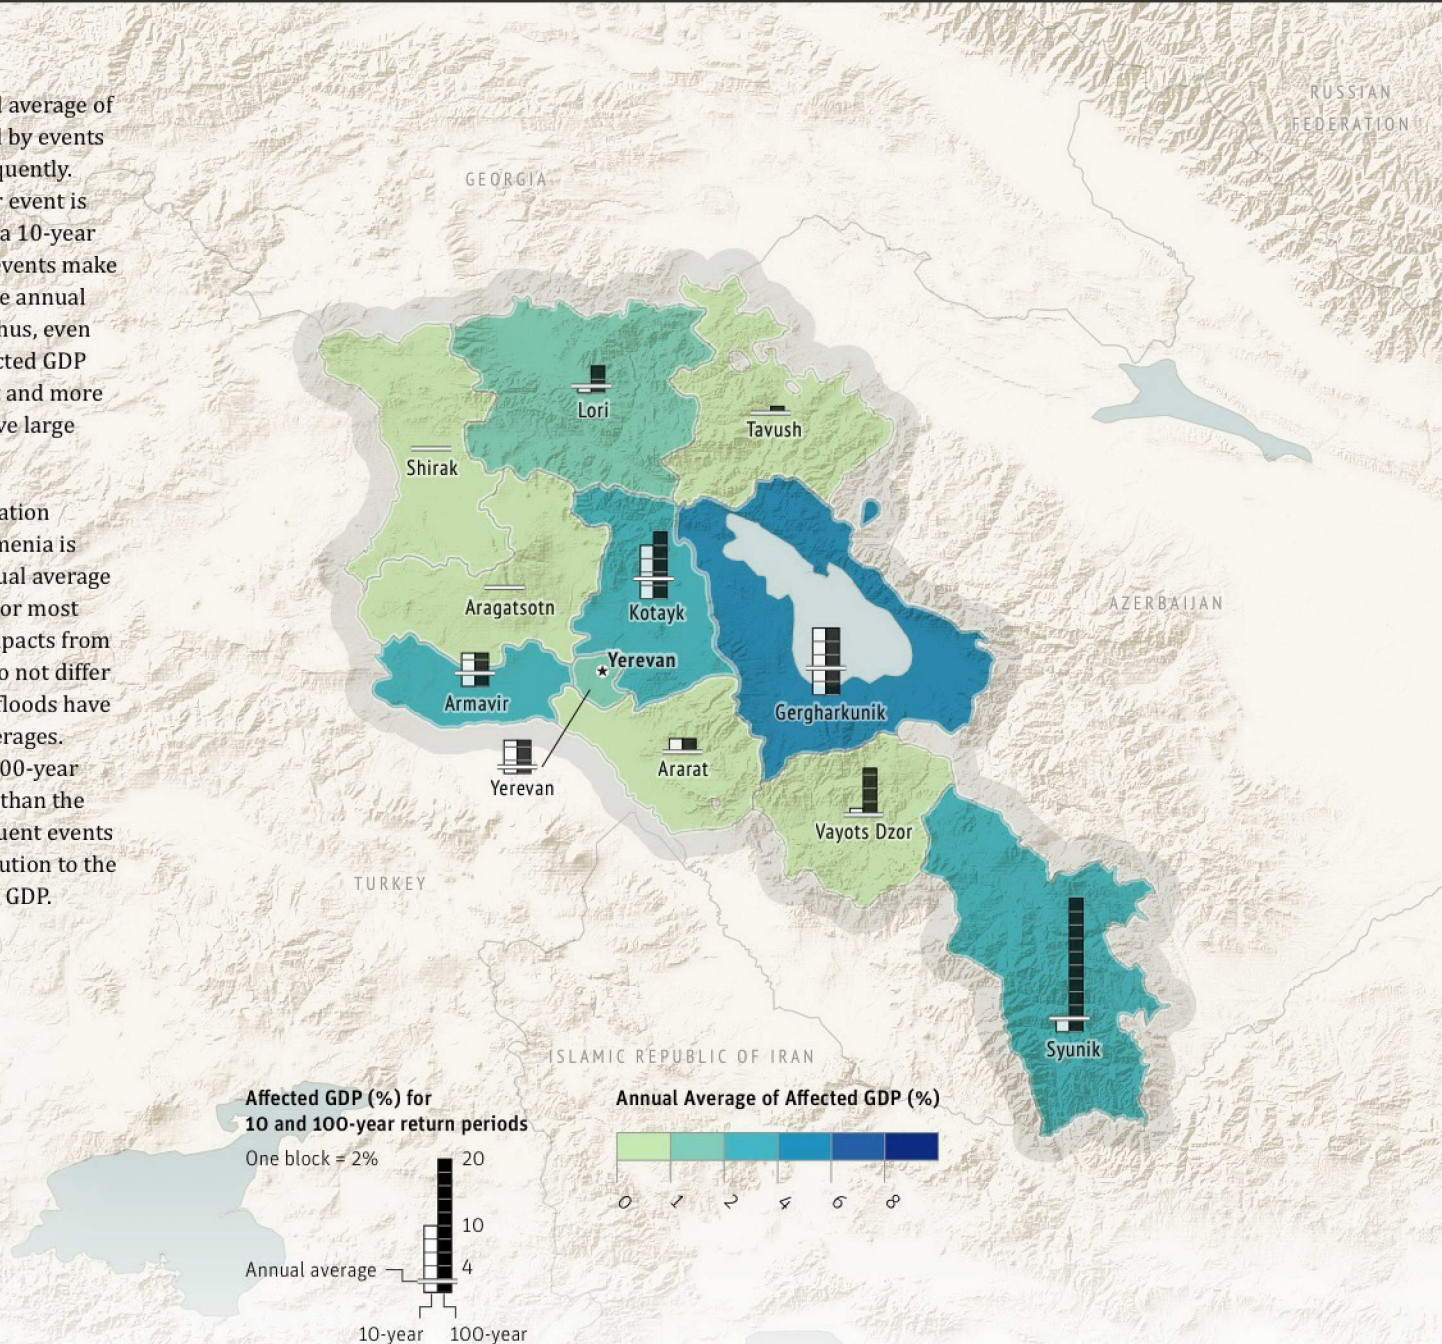 average of
by events
quently.
event is
a 10-year
events make
e annual
hus, even
cted GDP
and more
ve large
ation
menia is
ual average
or most
pacts from
o not differ
floods have
erages.
00-year
than the
uent events
ution to the
GDP.
RUSSIAN
FEDERATION
GEORGIA
Lori
Tavush
Shirak
Aragatsotn
Kotayk
AZERBAIJAN
Yerevan
Armavir
Gergharkunik
Ararat
Yerevan
Vayots Dzor
TURKEY
Syunik
ISLAMIC REPUBLIC OF IRAN
Affected GDP (%) for
10 and 100-year return periods
One block = 2%
20
10
4
Annual average
10-year 100-year
Annual Average of Affected GDP (%)
0 1 2 4 6 8